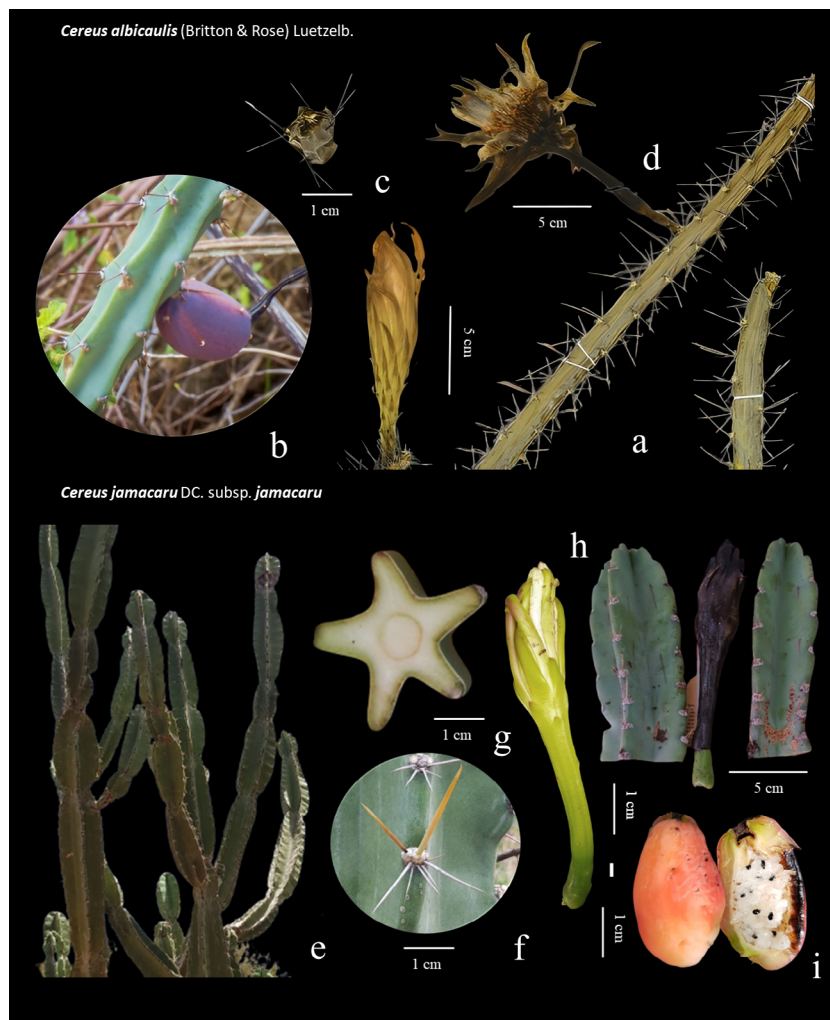 Cereus albicaulis (Britton & Rose) Luetzelb.
c
1 cm
d
5 cm
5 cm
b
a
Cereus jamacaru DC. subsp. jamacaru
h
g
1 cm
5 cm
1 cm
1 cm
e
f
1 cm
i